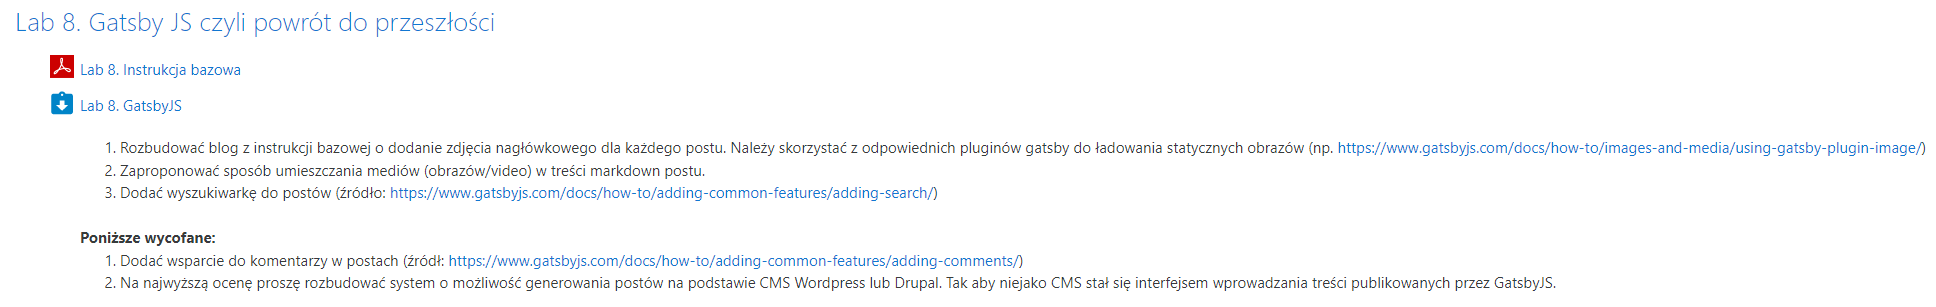 Lab 8. Gatsby JS czyli powrót do przeszłości
Lab 8. Instrukcja bazowa
Lab 8. GatsbyJS
1. Rozbudować blog z instrukcji bazowej o dodanie zdjęcia nagłówkowego dla każdego postu. Należy skorzystać z odpowiednich pluginów gatsby do ładowania statycznych obrazów (np. https://www.gatsbyjs.com/docs/how-to/images-and-media/using-gatsby-plugin-image/)
2. Zaproponować sposób umieszczania mediów (obrazów/video) w treści markdown postu.
3. Dodać wyszukiwarkę do postów (źródło: https://www.gatsbyjs.com/docs/how-to/adding-common-features/adding-search/)
Poniższe wycofane:
1. Dodać wsparcie do komentarzy w postach (źródł: https://www.gatsbyjs.com/docs/how-to/adding-common-features/adding-comments/)
2. Na najwyższą ocenę proszę rozbudować system o możliwość generowania postów na podstawie CMS Wordpress lub Drupal. Tak aby niejako CMS stał się interfejsem wprowadzania treści publikowanych przez GatsbyJS.